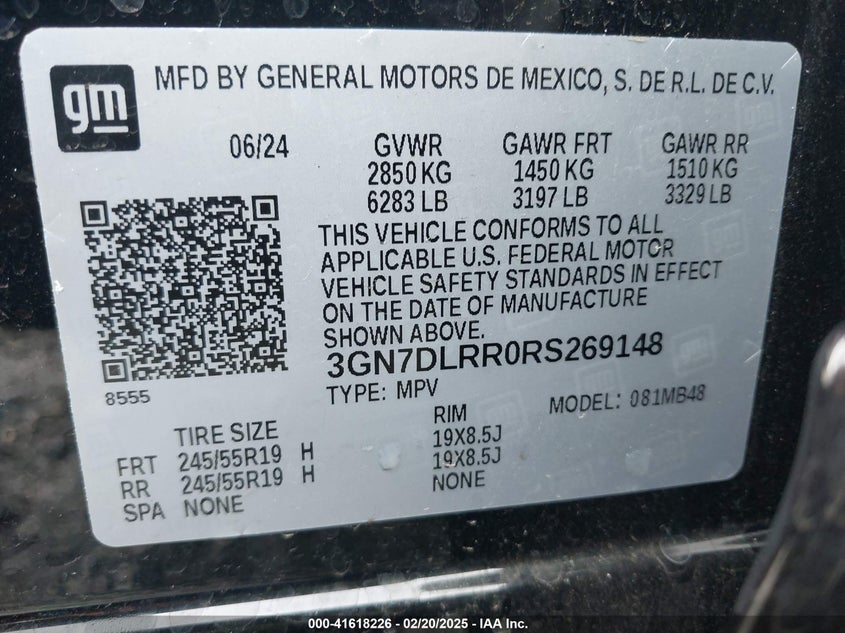 gm
MFD BY GENERAL MOTORS DE MEXICO, S. DE R.L. DE C.V.
06/24 GVWR GAWR FRT GAWR RR
2850 KG 1450 KG 1510 KG
6283 LB 3197 LB 3329 LB
THIS VEHICLE CONFORMS TO ALL
APPLICABLE U.S. FEDERAL MOTOR
VEHICLE SAFETY STANDARDS IN EFFECT
ON THE DATE OF MANUFACTURE
SHOWN ABOVE.
3GN7DLRR0RS269148
8555
TYPE: MPV MODEL: 081MB48
TIRE SIZE RIM
FRT 245/55R19 H 19X8.5J
RR 245/55R19 H 19X8.5J
SPA NONE NONE
000-41618226 - 02/20/2025 - IAA Inc.